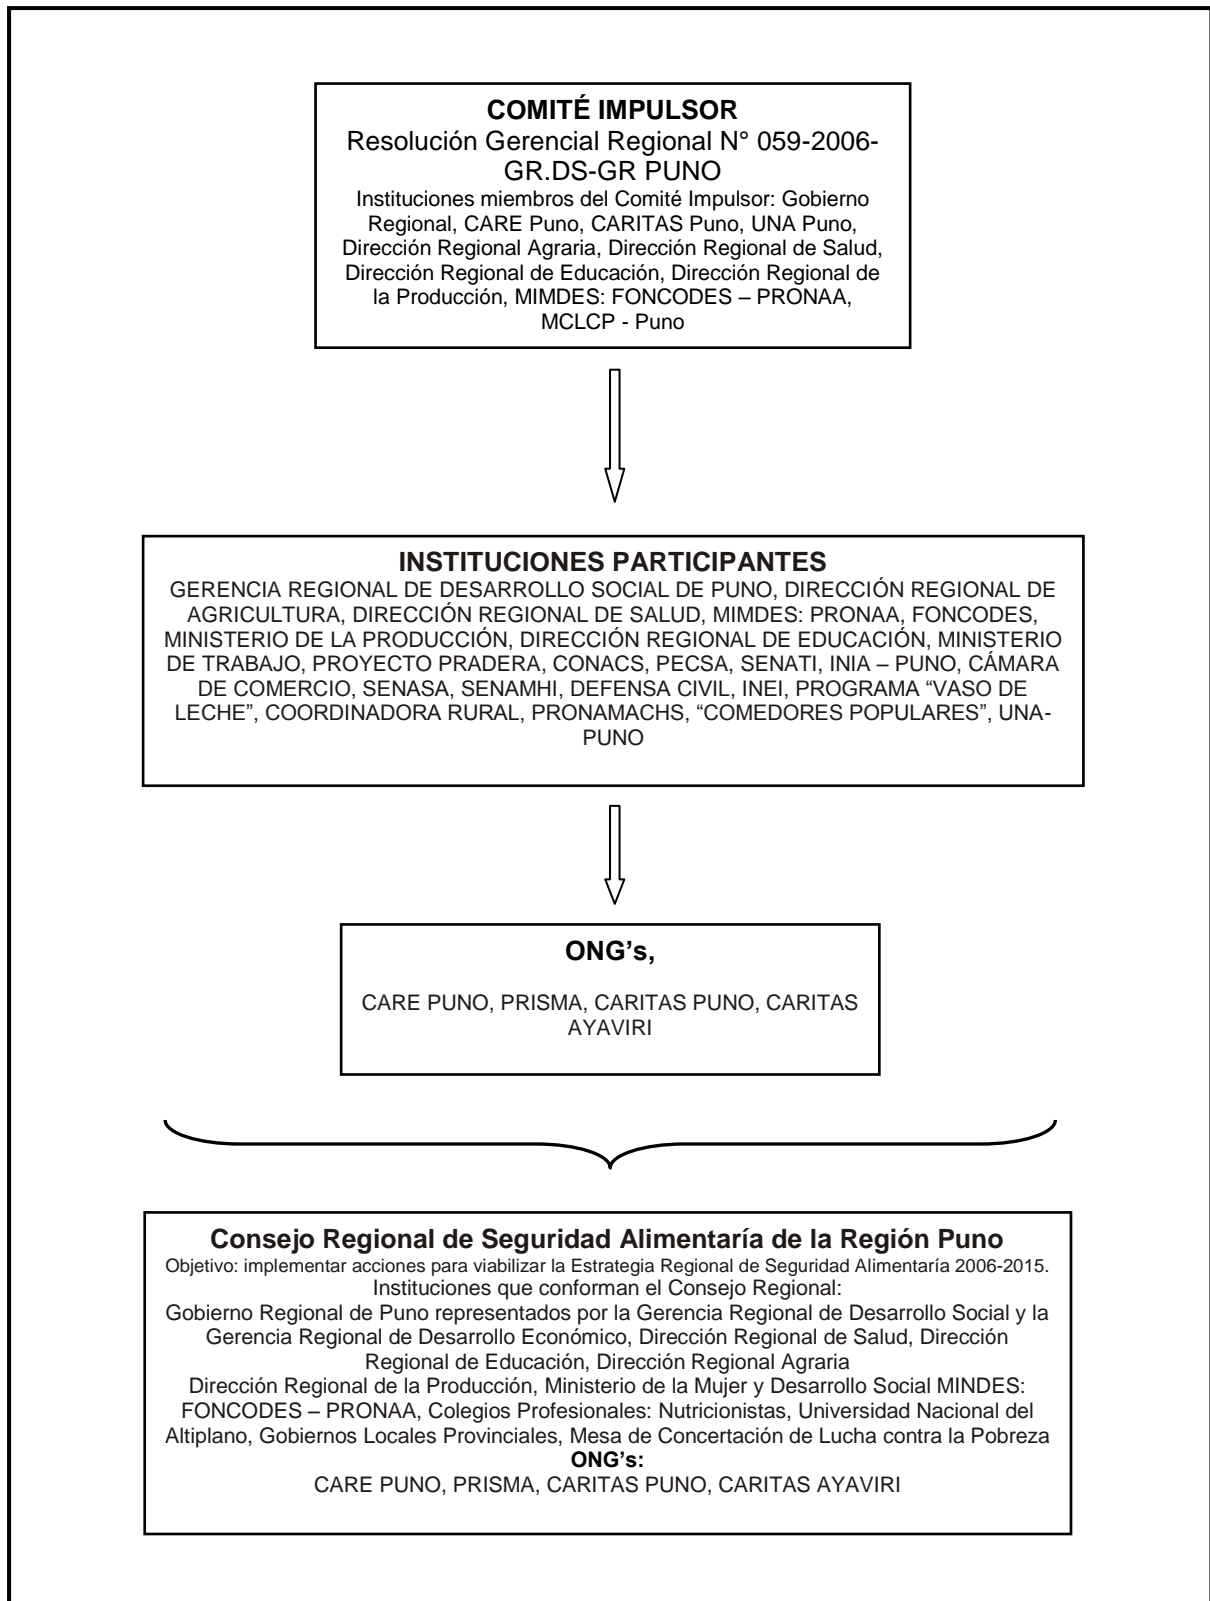 COMITÉ IMPULSOR
Resolución Gerencial Regional N° 059-2006-
GR.DS-GR PUNO
Instituciones miembros del Comité Impulsor: Gobierno
Regional, CARE Puno, CARITAS Puno, UNA Puno,
Dirección Regional Agraria, Dirección Regional de Salud,
Dirección Regional de Educación, Dirección Regional de
la Producción, MIMDES: FONCODES – PRONAA,
MCLCP - Puno
INSTITUCIONES PARTICIPANTES
GERENCIA REGIONAL DE DESARROLLO SOCIAL DE PUNO, DIRECCIÓN REGIONAL DE
AGRICULTURA, DIRECCIÓN REGIONAL DE SALUD, MIMDES: PRONAA, FONCODES,
MINISTERIO DE LA PRODUCCIÓN, DIRECCIÓN REGIONAL DE EDUCACIÓN, MINISTERIO
DE TRABAJO, PROYECTO PRADERA, CONACS, PECSA, SENATI, INIA – PUNO, CÁMARA
DE COMERCIO, SENASA, SENAMHI, DEFENSA CIVIL, INEI, PROGRAMA “VASO DE
LECHE”, COORDINADORA RURAL, PRONAMACHS, “COMEDORES POPULARES”, UNA-
PUNO
ONG’s,
CARE PUNO, PRISMA, CARITAS PUNO, CARITAS
AYAVIRI
Consejo Regional de Seguridad Alimentaría de la Región Puno
Objetivo: implementar acciones para viabilizar la Estrategia Regional de Seguridad Alimentaría 2006-2015.
Instituciones que conforman el Consejo Regional:
Gobierno Regional de Puno representados por la Gerencia Regional de Desarrollo Social y la
Gerencia Regional de Desarrollo Económico, Dirección Regional de Salud, Dirección
Regional de Educación, Dirección Regional Agraria
Dirección Regional de la Producción, Ministerio de la Mujer y Desarrollo Social MINDES:
FONCODES – PRONAA, Colegios Profesionales: Nutricionistas, Universidad Nacional del
Altiplano, Gobiernos Locales Provinciales, Mesa de Concertación de Lucha contra la Pobreza
ONG’s:
CARE PUNO, PRISMA, CARITAS PUNO, CARITAS AYAVIRI